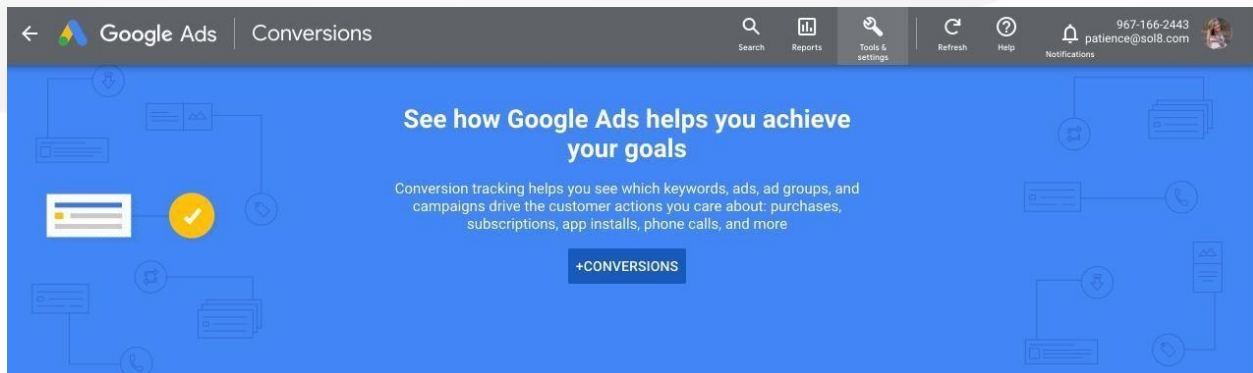 Google Ads
Conversions
Search
Reports
Tools &
settings
Refresh
Help
Notifications
967-166-2443
patience@sol8.com
See how Google Ads helps you achieve
your goals
Conversion tracking helps you see which keywords, ads, ad groups, and
campaigns drive the customer actions you care about: purchases,
subscriptions, app installs, phone calls, and more
+CONVERSIONS